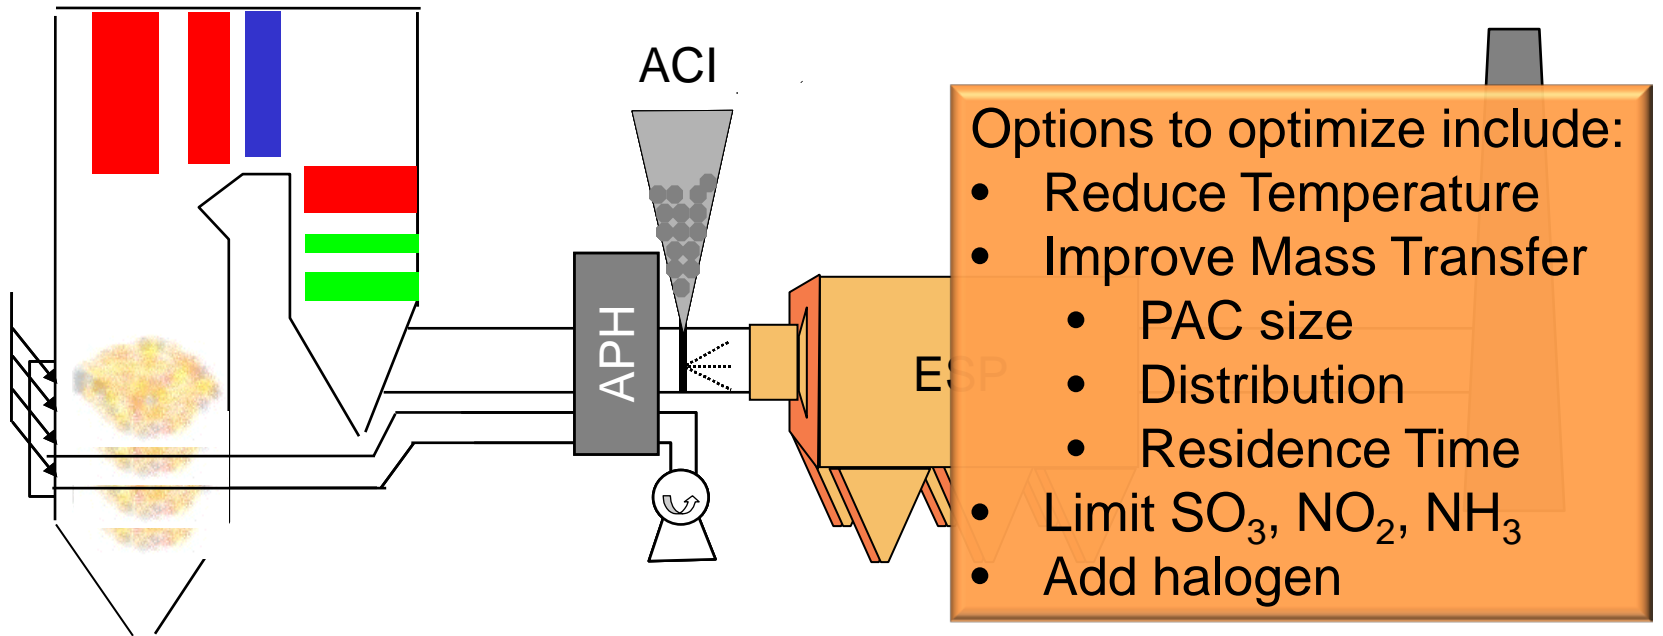 ACI
APH
ESP
Options to optimize include:
• Reduce Temperature
• Improve Mass Transfer
• PAC size
• Distribution
• Residence Time
• Limit SO₃, NO₂, NH₃
• Add halogen